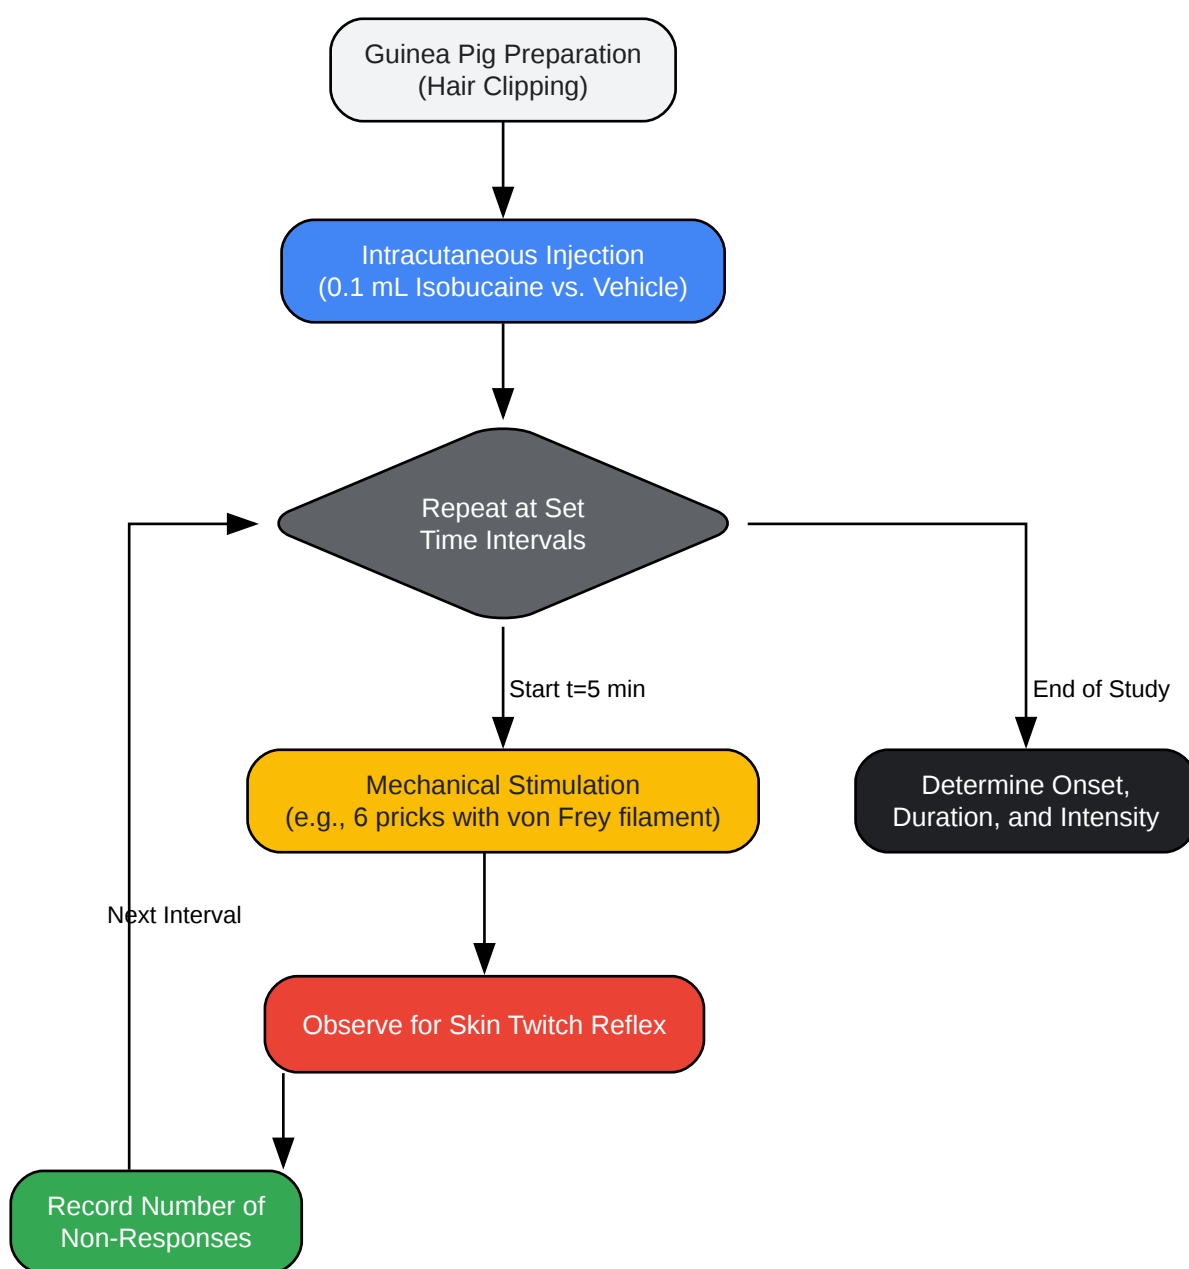 Guinea Pig Preparation
(Hair Clipping)
Intracutaneous Injection
(0.1 mL Isobucaine vs. Vehicle)
Repeat at Set
Time Intervals
Start t=5 min
End of Study
Mechanical Stimulation
(e.g., 6 pricks with von Frey filament)
Determine Onset,
Duration, and Intensity
Next Interval
Observe for Skin Twitch Reflex
Record Number of
Non-Responses